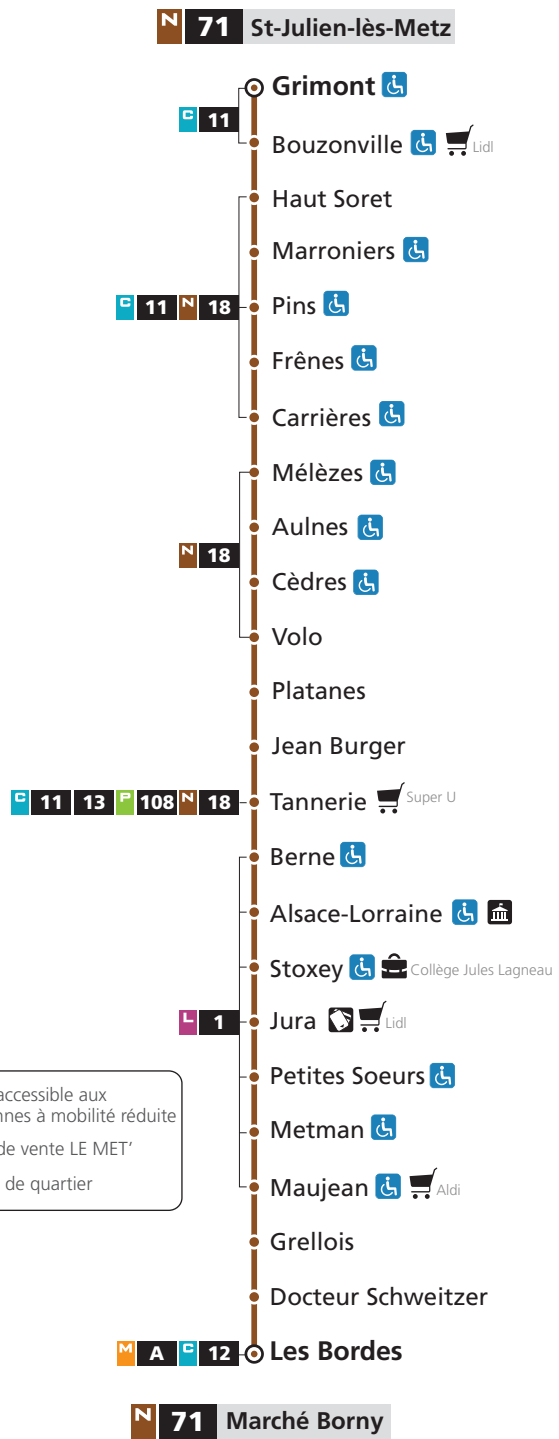 N 71 St-Julien-lès-Metz
Grimont
C 11
Bouzonville Lidl
Haut Soret
Marroniers
C 11 N 18 Pins
Frênes
Carrières
Mélèzes
Aulnes
N 18
Cèdres
Volo
Platanes
Jean Burger
C 11 13 P 108 N 18 Tannerie Super U
Berne
Alsace-Lorraine
Stoxey Collège Jules Lagneau
L 1 Jura Lidl
Petites Soeurs
Metman
Maujean Aldi
accessible aux
nnes à mobilité réduite
de vente LE MET'
de quartier
Grellois
Docteur Schweitzer
M A C 12 Les Bordes
N 71 Marché Borny